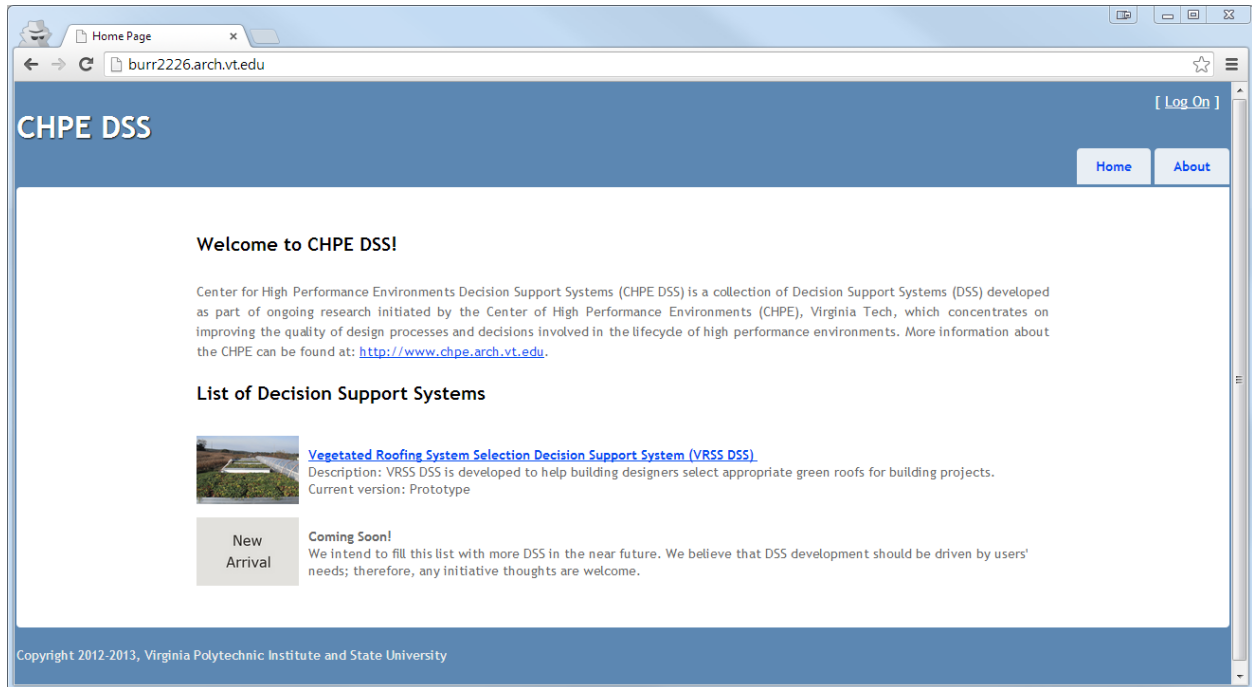 Home Page
burr2226.arch.vt.edu
[ Log On ]
CHPE DSS
Home
About
Welcome to CHPE DSS!
Center for High Performance Environments Decision Support Systems (CHPE DSS) is a collection of Decision Support Systems (DSS) developed
as part of ongoing research initiated by the Center of High Performance Environments (CHPE), Virginia Tech, which concentrates on
improving the quality of design processes and decisions involved in the lifecycle of high performance environments. More information about
the CHPE can be found at: http://www.chpe.arch.vt.edu.
List of Decision Support Systems
Vegetated Roofing System Selection Decision Support System (VRSS DSS)
Description: VRSS DSS is developed to help building designers select appropriate green roofs for building projects.
Current version: Prototype
New
Arrival
Coming Soon!
We intend to fill this list with more DSS in the near future. We believe that DSS development should be driven by users'
needs; therefore, any initiative thoughts are welcome.
Copyright 2012-2013, Virginia Polytechnic Institute and State University